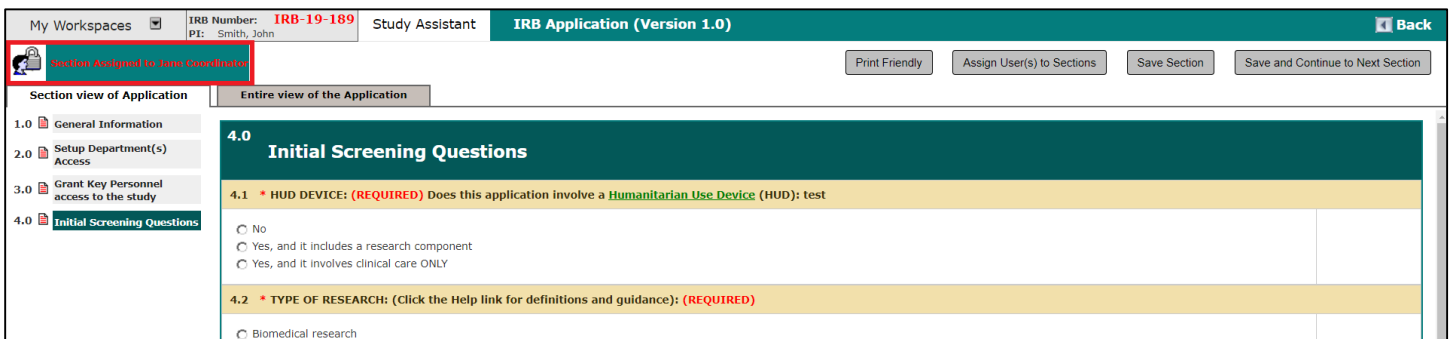 My Workspaces
IRB Number: IRB-19-189
PI: Smith, John
Study Assistant
IRB Application (Version 1.0)
Back
Section Assigned to Jane Coordinator
Print Friendly
Assign User(s) to Sections
Save Section
Save and Continue to Next Section
Section view of Application
Entire view of the Application
1.0 General Information
2.0 Setup Department(s)
Access
3.0 Grant Key Personnel
access to the study
4.0 Initial Screening Questions
4.0
Initial Screening Questions
4.1 * HUD DEVICE: (REQUIRED) Does this application involve a Humanitarian Use Device (HUD): test
No
Yes, and it includes a research component
Yes, and it involves clinical care ONLY
4.2 * TYPE OF RESEARCH: (Click the Help link for definitions and guidance): (REQUIRED)
Biomedical research